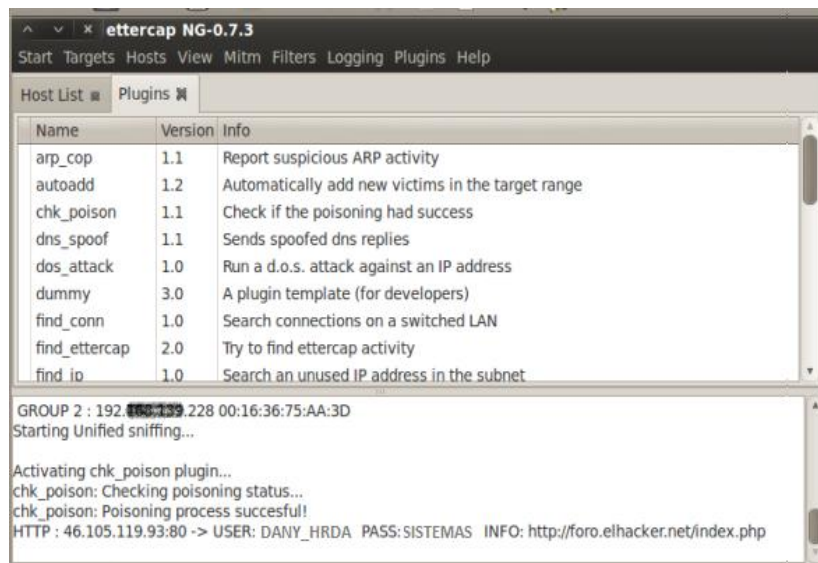 ettercap NG-0.7.3
Start Targets Hosts View Mitm Filters Logging Plugins Help
Host List Plugins
Name Version Info
arp_cop 1.1 Report suspicious ARP activity
autoadd 1.2 Automatically add new victims in the target range
chk_poison 1.1 Check if the poisoning had success
dns_spoof 1.1 Sends spoofed dns replies
dos_attack 1.0 Run a d.o.s. attack against an IP address
dummy 3.0 A plugin template (for developers)
find_conn 1.0 Search connections on a switched LAN
find_ettercap 2.0 Try to find ettercap activity
find_ip 1.0 Search an unused IP address in the subnet
GROUP 2 : 192. .228 00:16:36:75:AA:3D
Starting Unified sniffing...
Activating chk_poison plugin...
chk_poison: Checking poisoning status...
chk_poison: Poisoning process succesful!
HTTP : 46.105.119.93:80 -> USER: DANY_HRDA PASS: SISTEMAS INFO: http://foro.elhacker.net/index.php